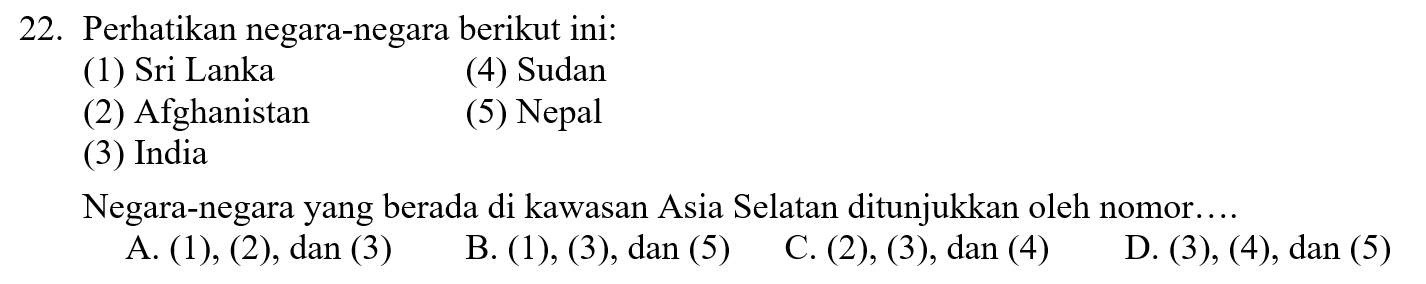 22. Perhatikan negara-negara berikut ini:
(1) Sri Lanka (4) Sudan
(2) Afghanistan (5) Nepal
(3) India
Negara-negara yang berada di kawasan Asia Selatan ditunjukkan oleh nomor….
A. (1), (2), dan (3) B. (1), (3), dan (5) C. (2), (3), dan (4) D. (3), (4), dan (5)